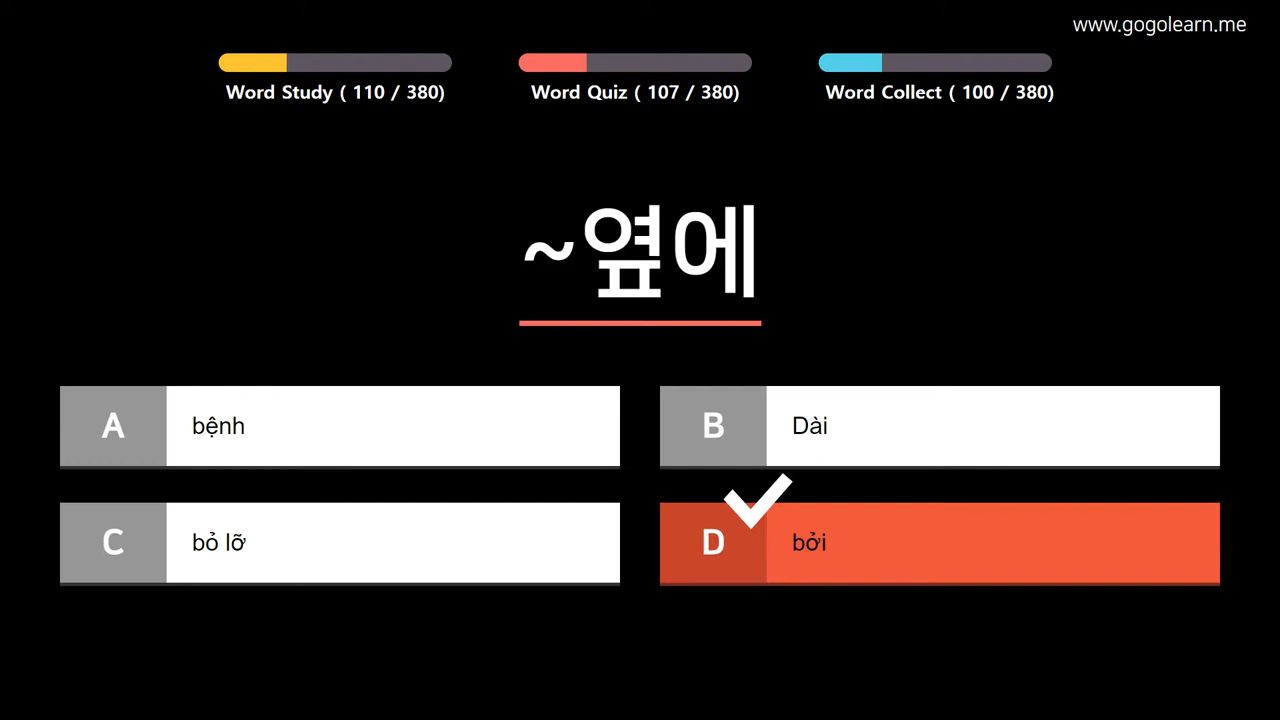 www.gogolearn.me
Word Study ( 110 / 380)
Word Quiz ( 107 / 380)
Word Collect ( 100 / 380)
~옆에
A bệnh
B Dài
C bỏ lỡ
D bởi